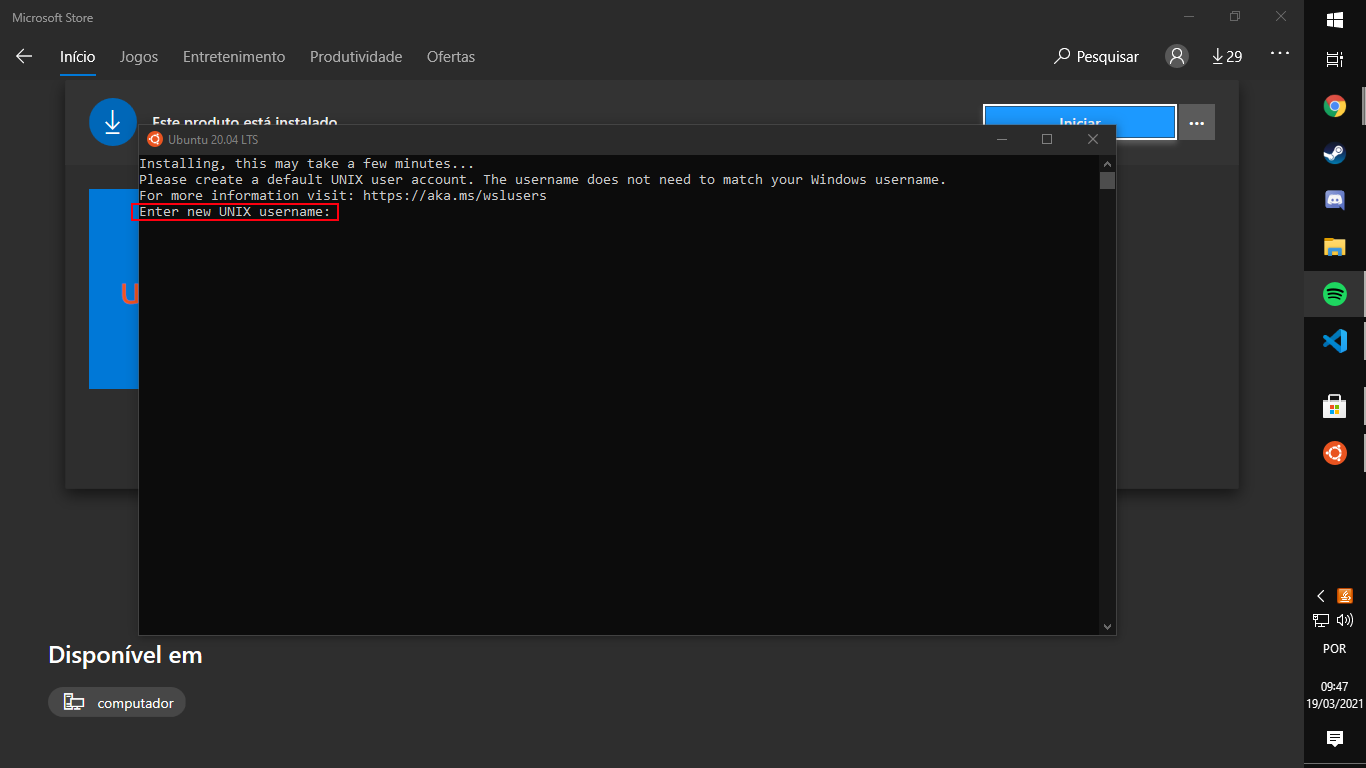 Microsoft Store
Início Jogos Entretenimento Produtividade Ofertas Pesquisar 29
Este produto está instalado
Iniciar
Ubuntu 20.04 LTS
Installing, this may take a few minutes...
Please create a default UNIX user account. The username does not need to match your Windows username.
For more information visit: https://aka.ms/wslusers
Enter new UNIX username:
u
Disponível em
computador
POR
09:47
19/03/2021